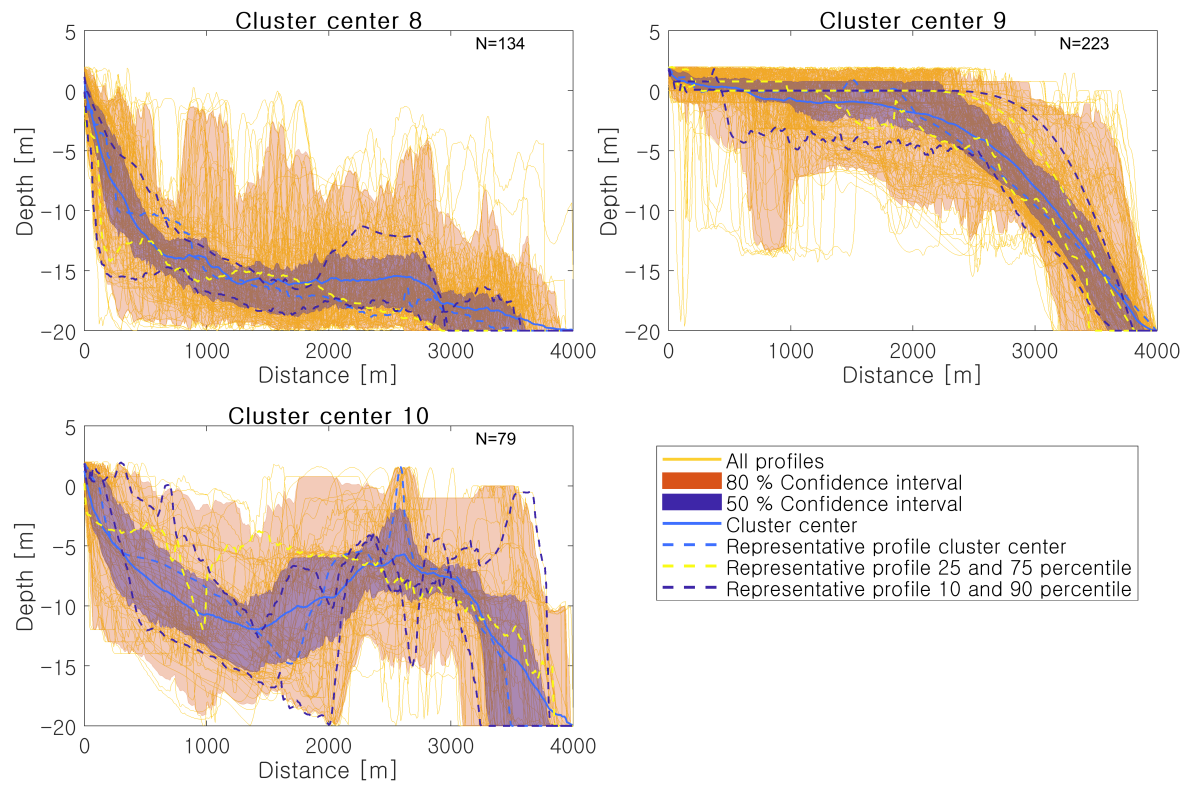 Cluster center 8
N=134
5
0
−5
−10
−15
−20
Depth [m]
0 1000 2000 3000 4000
Distance [m]
Cluster center 9
N=223
5
0
−5
−10
−15
−20
Depth [m]
0 1000 2000 3000 4000
Distance [m]
Cluster center 10
N=79
5
0
−5
−10
−15
−20
Depth [m]
0 1000 2000 3000 4000
Distance [m]
All profiles
80 % Confidence interval
50 % Confidence interval
Cluster center
Representative profile cluster center
Representative profile 25 and 75 percentile
Representative profile 10 and 90 percentile